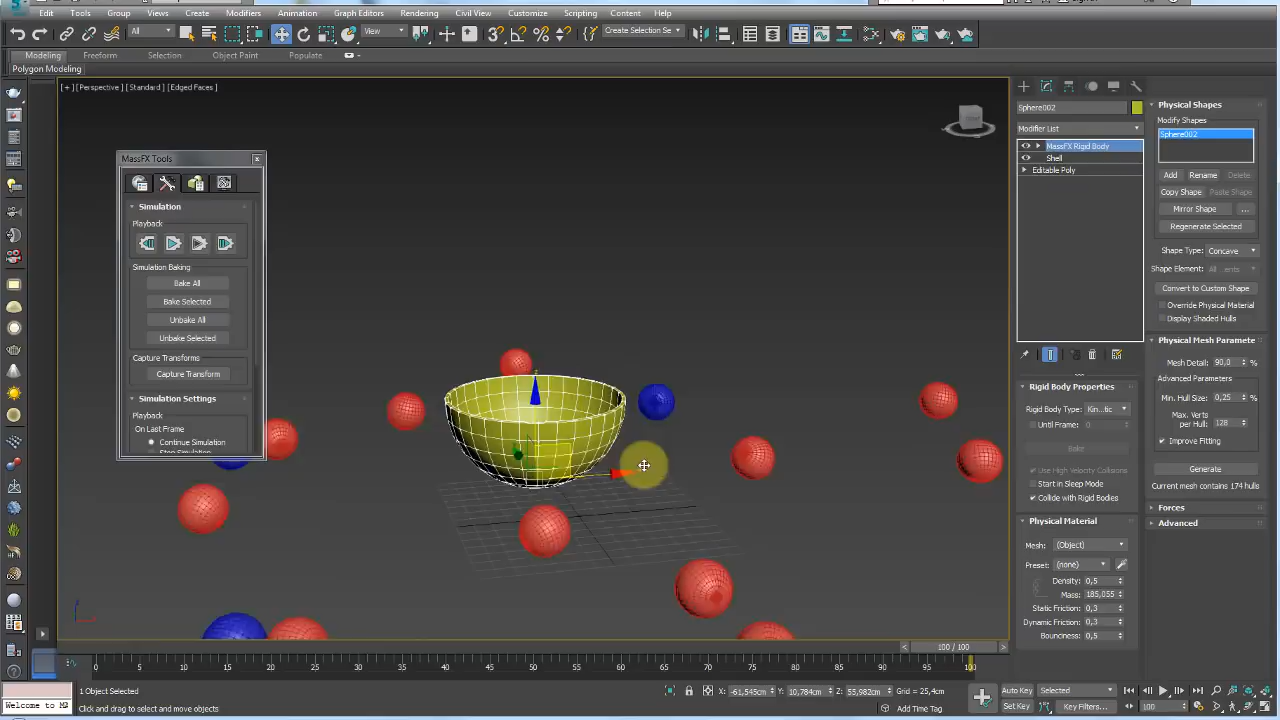 Edit Tools Group Views Create Modifiers Animation Graph Editors Rendering Civil View Customize Scripting Content Help
All View Create Selection Se
Modeling Freeform Selection Object Paint Populate
Polygon Modeling
[+][Perspective][Standard][Edged Faces]
MassFX Tools
Simulation
Playback
Simulation Baking
Bake All
Bake Selected
Unbake All
Unbake Selected
Capture Transforms
Capture Transform
Simulation Settings
Playback
On Last Frame
Continue Simulation
Sphere002
Modifier List
MassFX Rigid Body
Shell
Editable Poly
Rigid Body Properties
Rigid Body Type: Kin...tic
Until Frame: 0
Bake
Use High Velocity Collisions
Start in Sleep Mode
Collide with Rigid Bodies
Physical Material
Mesh: (Object)
Preset: (none)
Density: 0,5
Mass: 185,055
Static Friction: 0,3
Dynamic Friction: 0,3
Bounciness: 0,5
Physical Shapes
Modify Shapes
Sphere002
Add Rename Delete
Copy Shape Paste Shape
Mirror Shape ...
Regenerate Selected
Shape Type: Concave
Shape Element: All ...ents
Convert to Custom Shape
Override Physical Material
Display Shaded Hulls
Physical Mesh Paramete
Mesh Detail: 90,0 %
Advanced Parameters
Min. Hull Size: 0,25 %
Max. Verts per Hull: 128
Improve Fitting
Generate
Current mesh contains 174 hulls
Forces
Advanced
100 / 100
0 5 10 15 20 25 30 35 40 45 50 55 60 65 70 75 80 85 90 95 100
1 Object Selected X: -61,545cm Y: 10,784cm Z: 55,982cm Grid = 25,4cm Auto Key Selected
Welcome to M Click and drag to select and move objects Add Time Tag Set Key Key Filters... 100